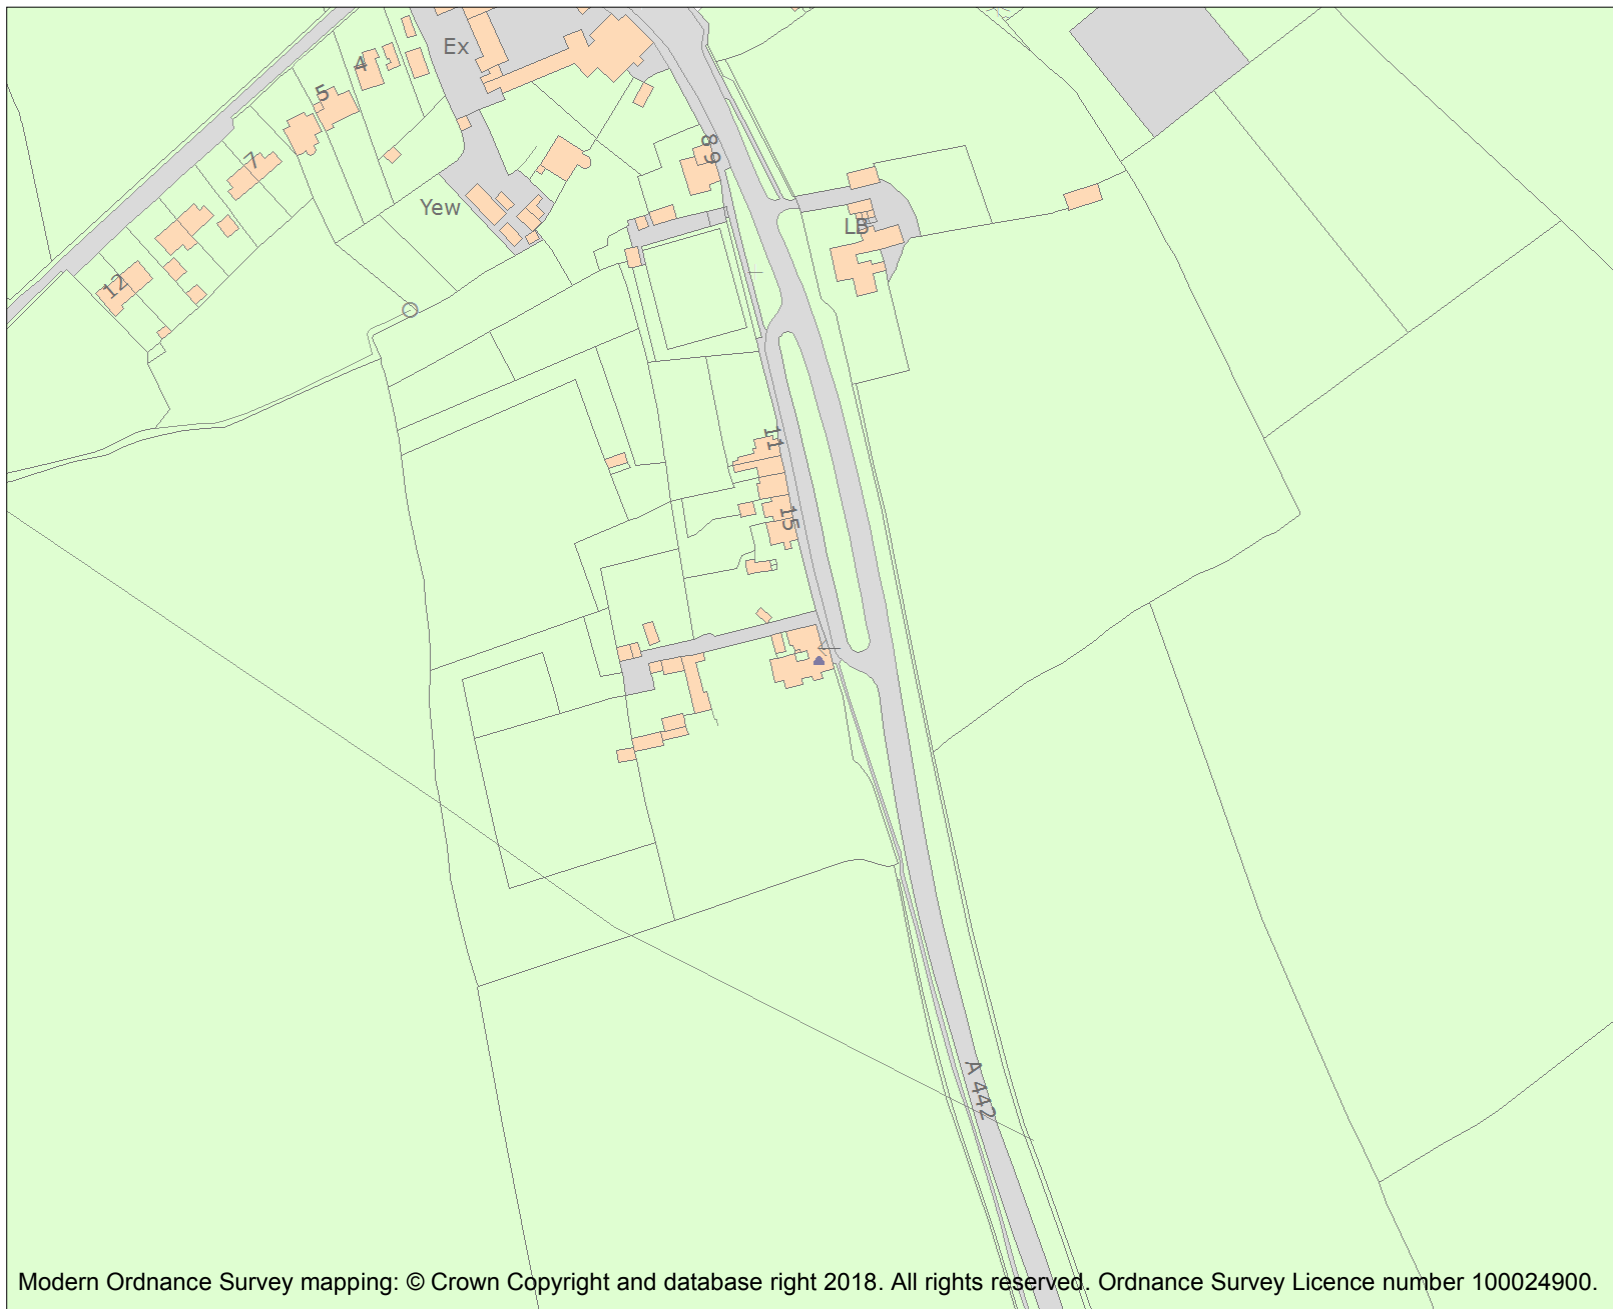 Ex
4
5
8 9
7
Yew
LB
12
11
15
A 442
Modern Ordnance Survey mapping: © Crown Copyright and database right 2018. All rights reserved. Ordnance Survey Licence number 100024900.